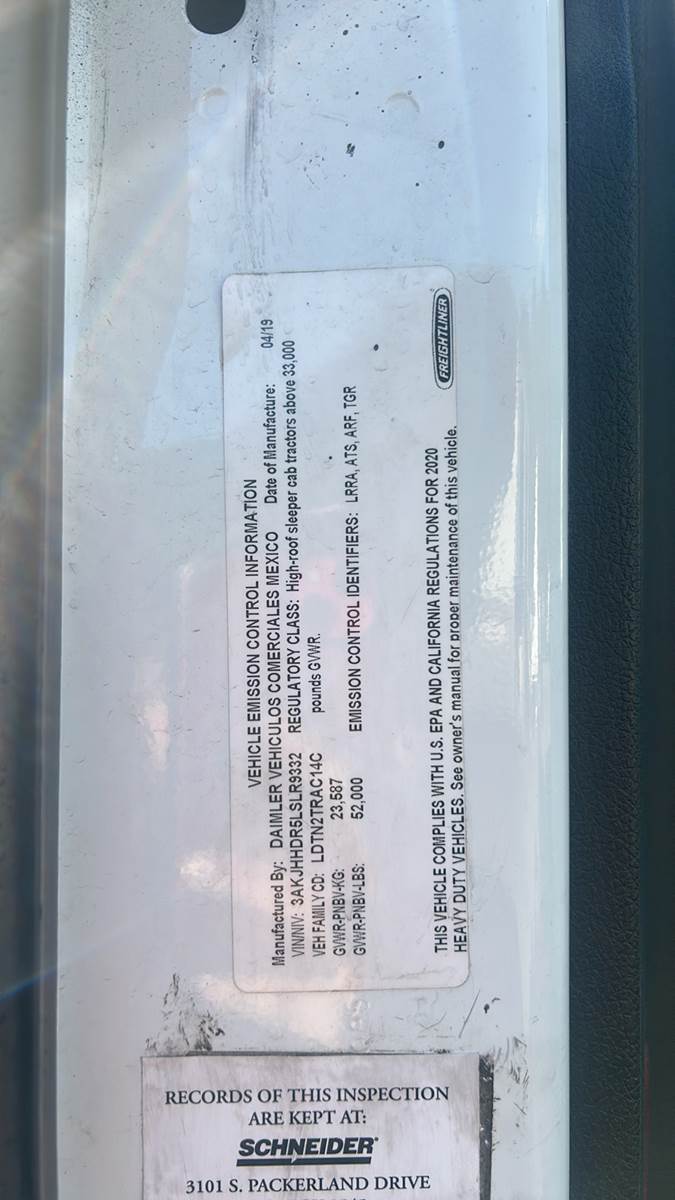 VEHICLE EMISSION CONTROL INFORMATION
Manufactured By: DAIMLER VEHICULOS COMERCIALES MEXICO Date of Manufacture: 04/19
VIN/NIV: 3AKJHHDR5LSLR9332 REGULATORY CLASS: High-roof sleeper cab tractors above 33,000
VEH FAMILY CD: LDTN2TRAC14C pounds GVWR.
GVWR-PNBV-KG: 23,587
GVWR-PNBV-LBS: 52,000 EMISSION CONTROL IDENTIFIERS: LRRA, ATS, ARF, TGR
THIS VEHICLE COMPLIES WITH U.S. EPA AND CALIFORNIA REGULATIONS FOR 2020
HEAVY DUTY VEHICLES. See owner's manual for proper maintenance of this vehicle.
FREIGHTLINER
RECORDS OF THIS INSPECTION
ARE KEPT AT:
SCHNEIDER
3101 S. PACKERLAND DRIVE